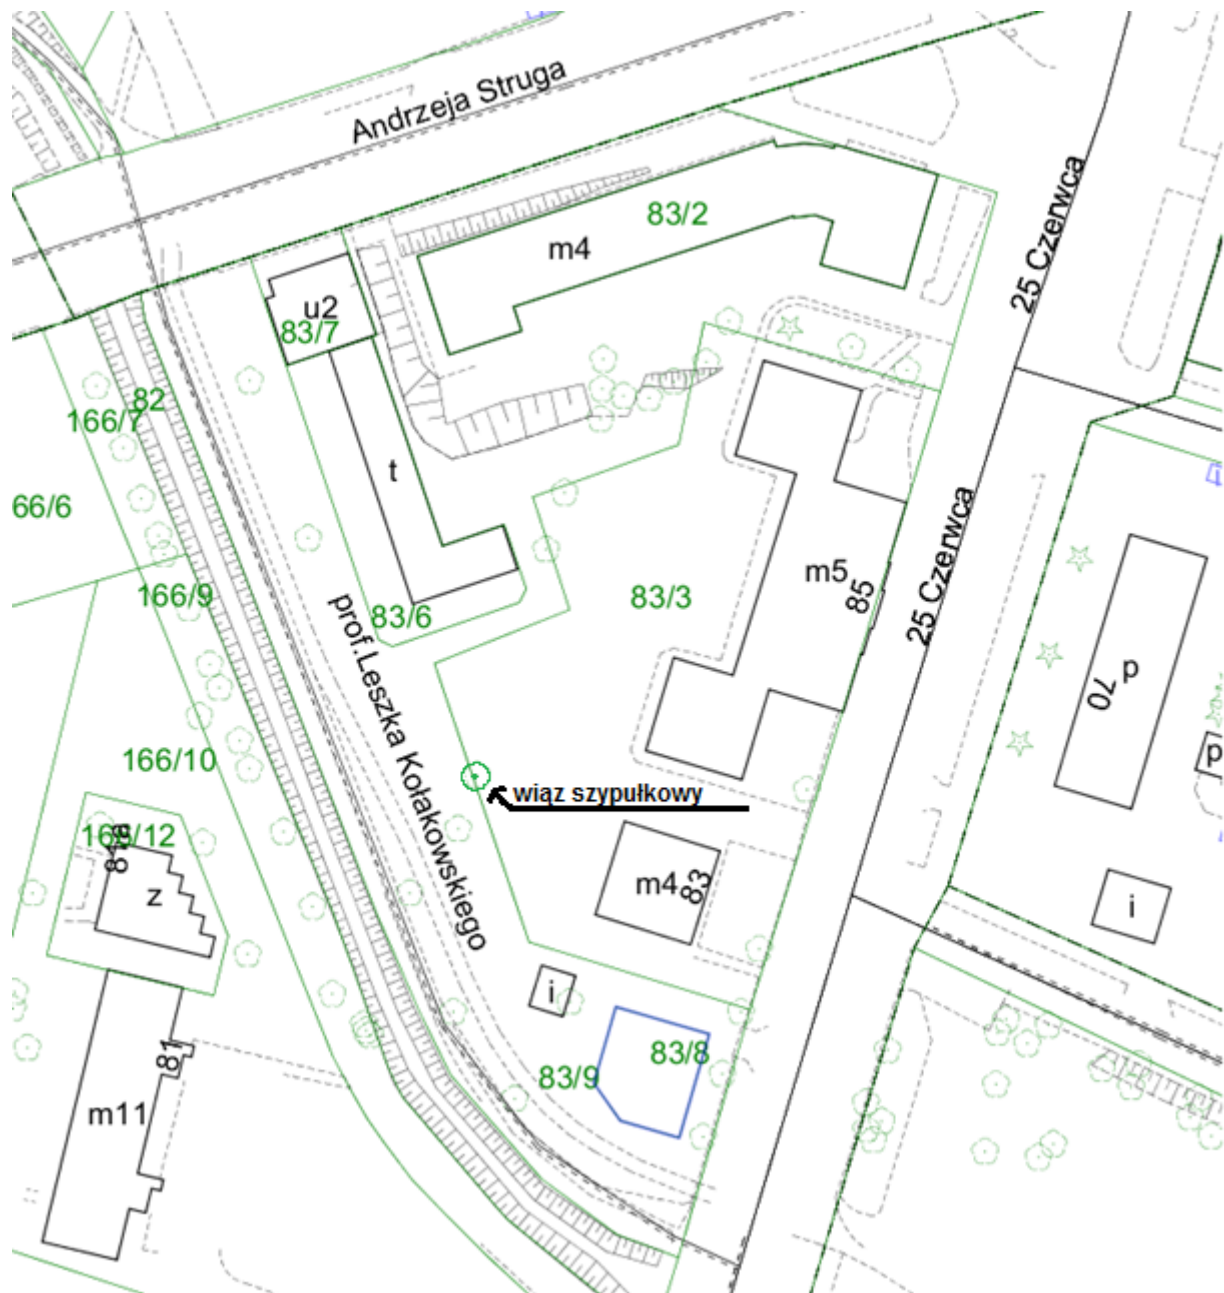 Andrzeja Struga
83/2
m4
25 Czerwca
u2
83/7
82
166/7
t
66/6
25 Czerwca
m5
85
166/9
83/6
83/3
prof.Leszka Kołakowskiego
p
70
p
166/10
wiąz szypułkowy
166/12
81a
z
m4
83
i
i
81
83/8
83/9
m11